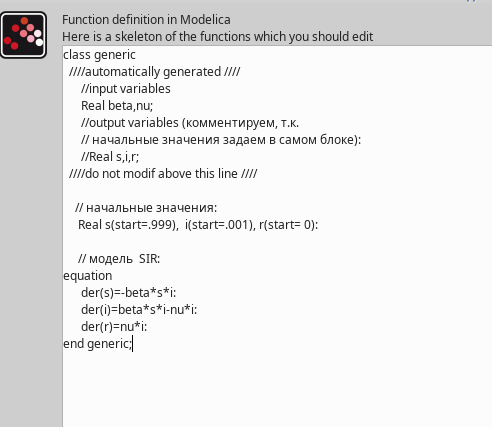 Function definition in Modelica
Here is a skeleton of the functions which you should edit
class generic
////automatically generated ////
//input variables
Real beta,nu;
//output variables (комментируем, т.к.
// начальные значения задаем в самом блоке):
//Real s,i,r;
////do not modif above this line ////
// начальные значения:
Real s(start=.999), i(start=.001), r(start= 0):
// модель SIR:
equation
der(s)=-beta*s*i:
der(i)=beta*s*i-nu*i:
der(r)=nu*i:
end generic;